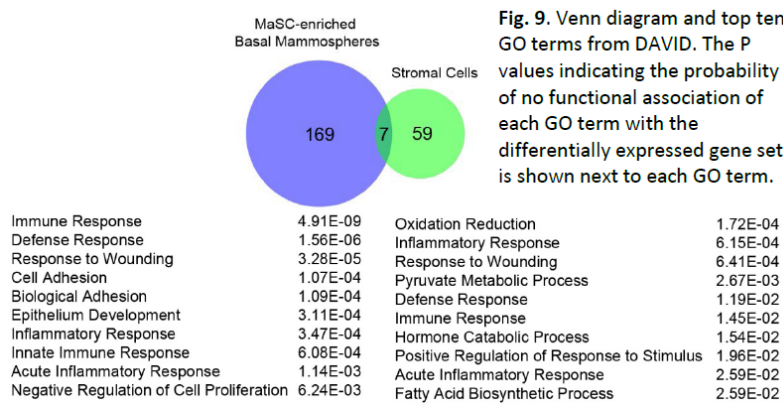 MaSC-enriched
Basal Mammospheres
Stromal Cells
169
7
59
Fig. 9. Venn diagram and top ten
GO terms from DAVID. The P
values indicating the probability
of no functional association of
each GO term with the
differentially expressed gene set
is shown next to each GO term.
Immune Response 4.91E-09
Defense Response 1.56E-06
Response to Wounding 3.28E-05
Cell Adhesion 1.07E-04
Biological Adhesion 1.09E-04
Epithelium Development 3.11E-04
Inflammatory Response 3.47E-04
Innate Immune Response 6.08E-04
Acute Inflammatory Response 1.14E-03
Negative Regulation of Cell Proliferation 6.24E-03
Oxidation Reduction 1.72E-04
Inflammatory Response 6.15E-04
Response to Wounding 6.41E-04
Pyruvate Metabolic Process 2.67E-03
Defense Response 1.19E-02
Immune Response 1.45E-02
Hormone Catabolic Process 1.54E-02
Positive Regulation of Response to Stimulus 1.96E-02
Acute Inflammatory Response 2.59E-02
Fatty Acid Biosynthetic Process 2.59E-02